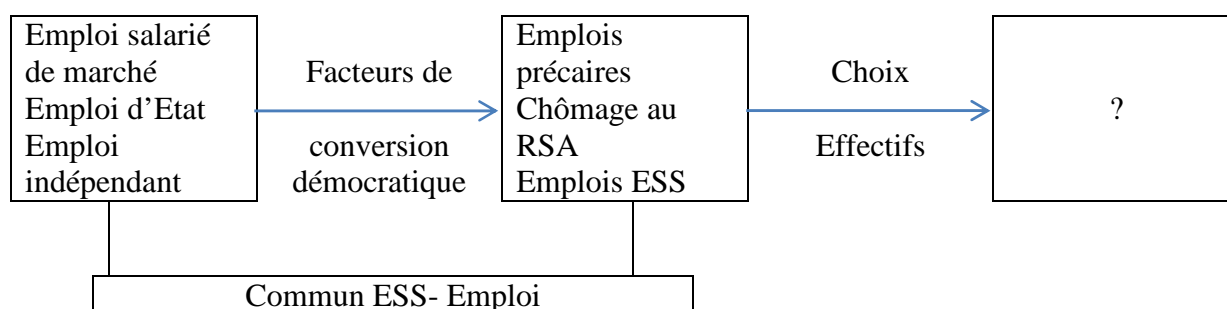 Emploi salarié
de marché
Emploi d’Etat
Emploi
indépendant
Facteurs de
conversion
démocratique
Emplois
précaires
Chômage au
RSA
Emplois ESS
Choix
Effectifs
?
Commun ESS- Emploi